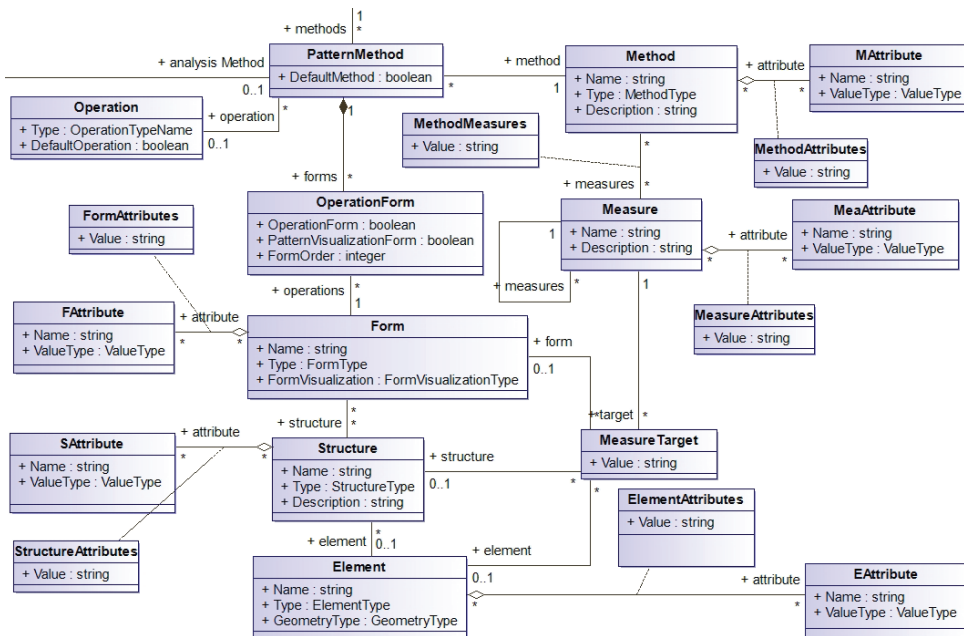 1
+ methods
*
PatternMethod
+ DefaultMethod : boolean
+ analysis Method
0..1
*
+ method
*
1
Method
+ Name : string
+ Type : MethodType
+ Description : string
+ attribute
*
*
MAttribute
+ Name : string
+ ValueType : ValueType
Operation
+ Type : OperationTypeName
+ DefaultOperation : boolean
+ operation
0..1
1
MethodMeasures
+ Value : string
MethodAttributes
+ Value : string
*
+ forms
*
+ measures
*
OperationForm
+ OperationForm : boolean
+ PatternVisualizationForm : boolean
+ FormOrder : integer
FormAttributes
+ Value : string
Measure
+ Name : string
+ Description : string
1
+ measures
*
+ attribute
*
*
MeaAttribute
+ Name : string
+ ValueType : ValueType
1
MeasureAttributes
+ Value : string
+ operations
*
1
FAttribute
+ Name : string
+ ValueType : ValueType
+ attribute
*
*
Form
+ Name : string
+ Type : FormType
+ FormVisualization : FormVisualizationType
+ form
0..1
*
+ structure
*
*
+target
*
SAttribute
+ Name : string
+ ValueType : ValueType
+ attribute
*
*
Structure
+ Name : string
+ Type : StructureType
+ Description : string
+ structure
0..1
*
MeasureTarget
+ Value : string
*
StructureAttributes
+ Value : string
ElementAttributes
+ Value : string
+ element
*
0..1
+ element
0..1
Element
+ Name : string
+ Type : ElementType
+ GeometryType : GeometryType
*
+ attribute
*
EAttribute
+ Name : string
+ ValueType : ValueType